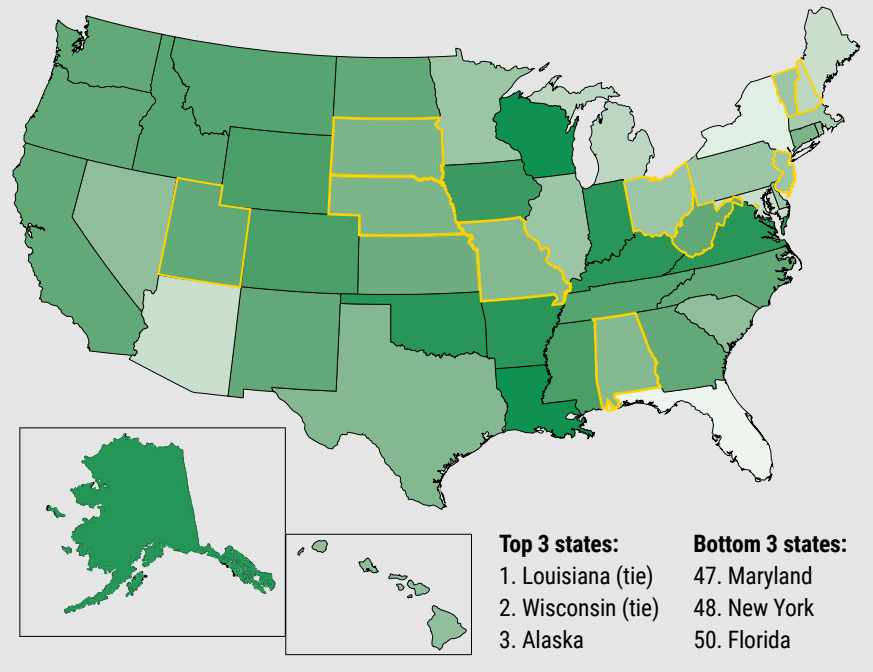 Top 3 states:
1. Louisiana (tie)
2. Wisconsin (tie)
3. Alaska
Bottom 3 states:
47. Maryland
48. New York
50. Florida